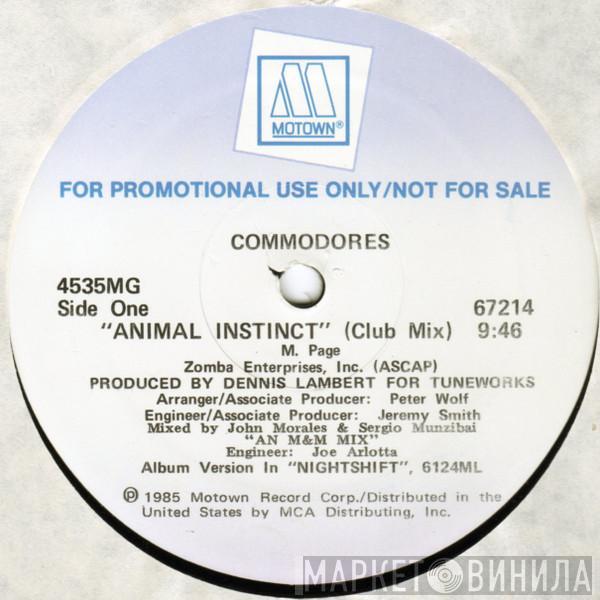 M
MOTOWN®
FOR PROMOTIONAL USE ONLY/NOT FOR SALE
COMMODORES
4535MG
Side One
67214
"ANIMAL INSTINCT" (Club Mix) 9:46
M. Page
Zomba Enterprises, Inc. (ASCAP)
PRODUCED BY DENNIS LAMBERT FOR TUNEWORKS
Arranger/Associate Producer: Peter Wolf
Engineer/Associate Producer: Jeremy Smith
Mixed by John Morales & Sergio Munzibai
"AN M&M MIX"
Engineer: Joe Arlotta
Album Version In "NIGHTSHIFT", 6124ML
℗ 1985 Motown Record Corp./Distributed in the
United States by MCA Distributing, Inc.
МАРКЕТ ВИНИЛА